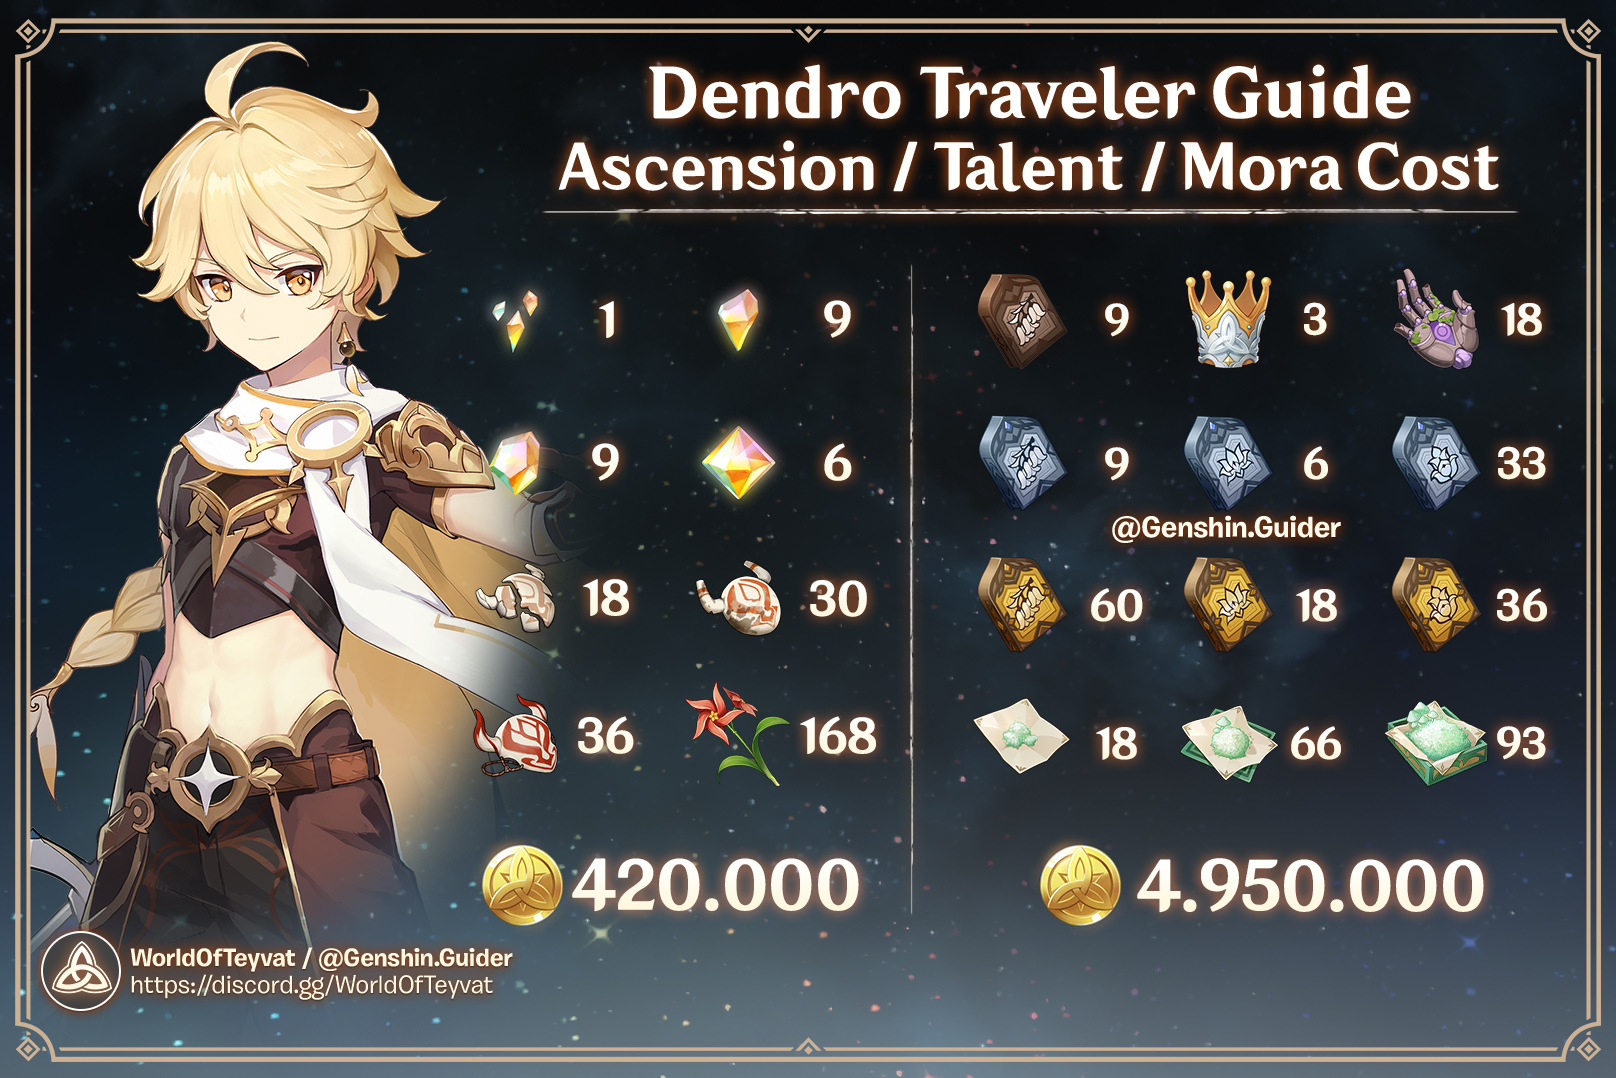 Dendro Traveler Guide
Ascension / Talent / Mora Cost
1 9
9 6
18 30
36 168
420.000
9 3 18
9 6 33
@Genshin.Guider
60 18 36
18 66 93
4.950.000
WorldOfTeyvat / @Genshin.Guider
https://discord.gg/WorldOfTeyvat